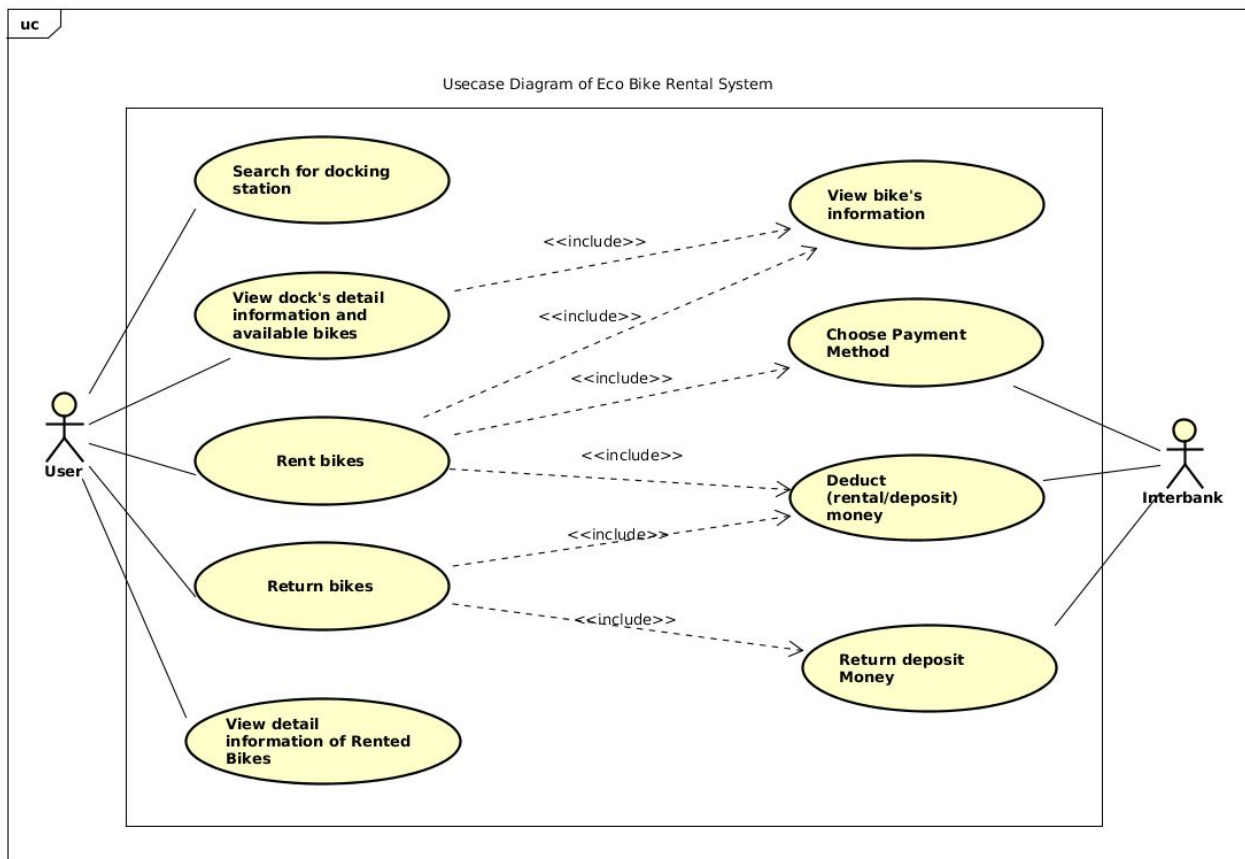 uc
Usecase Diagram of Eco Bike Rental System
Search for docking
station
View bike's
information
<<include>>
View dock's detail
information and
available bikes
<<include>>
Choose Payment
Method
<<include>>
Rent bikes
<<include>>
User
Deduct
(rental/deposit)
money
Interbank
<<include>>
Return bikes
<<include>>
Return deposit
Money
View detail
information of Rented
Bikes